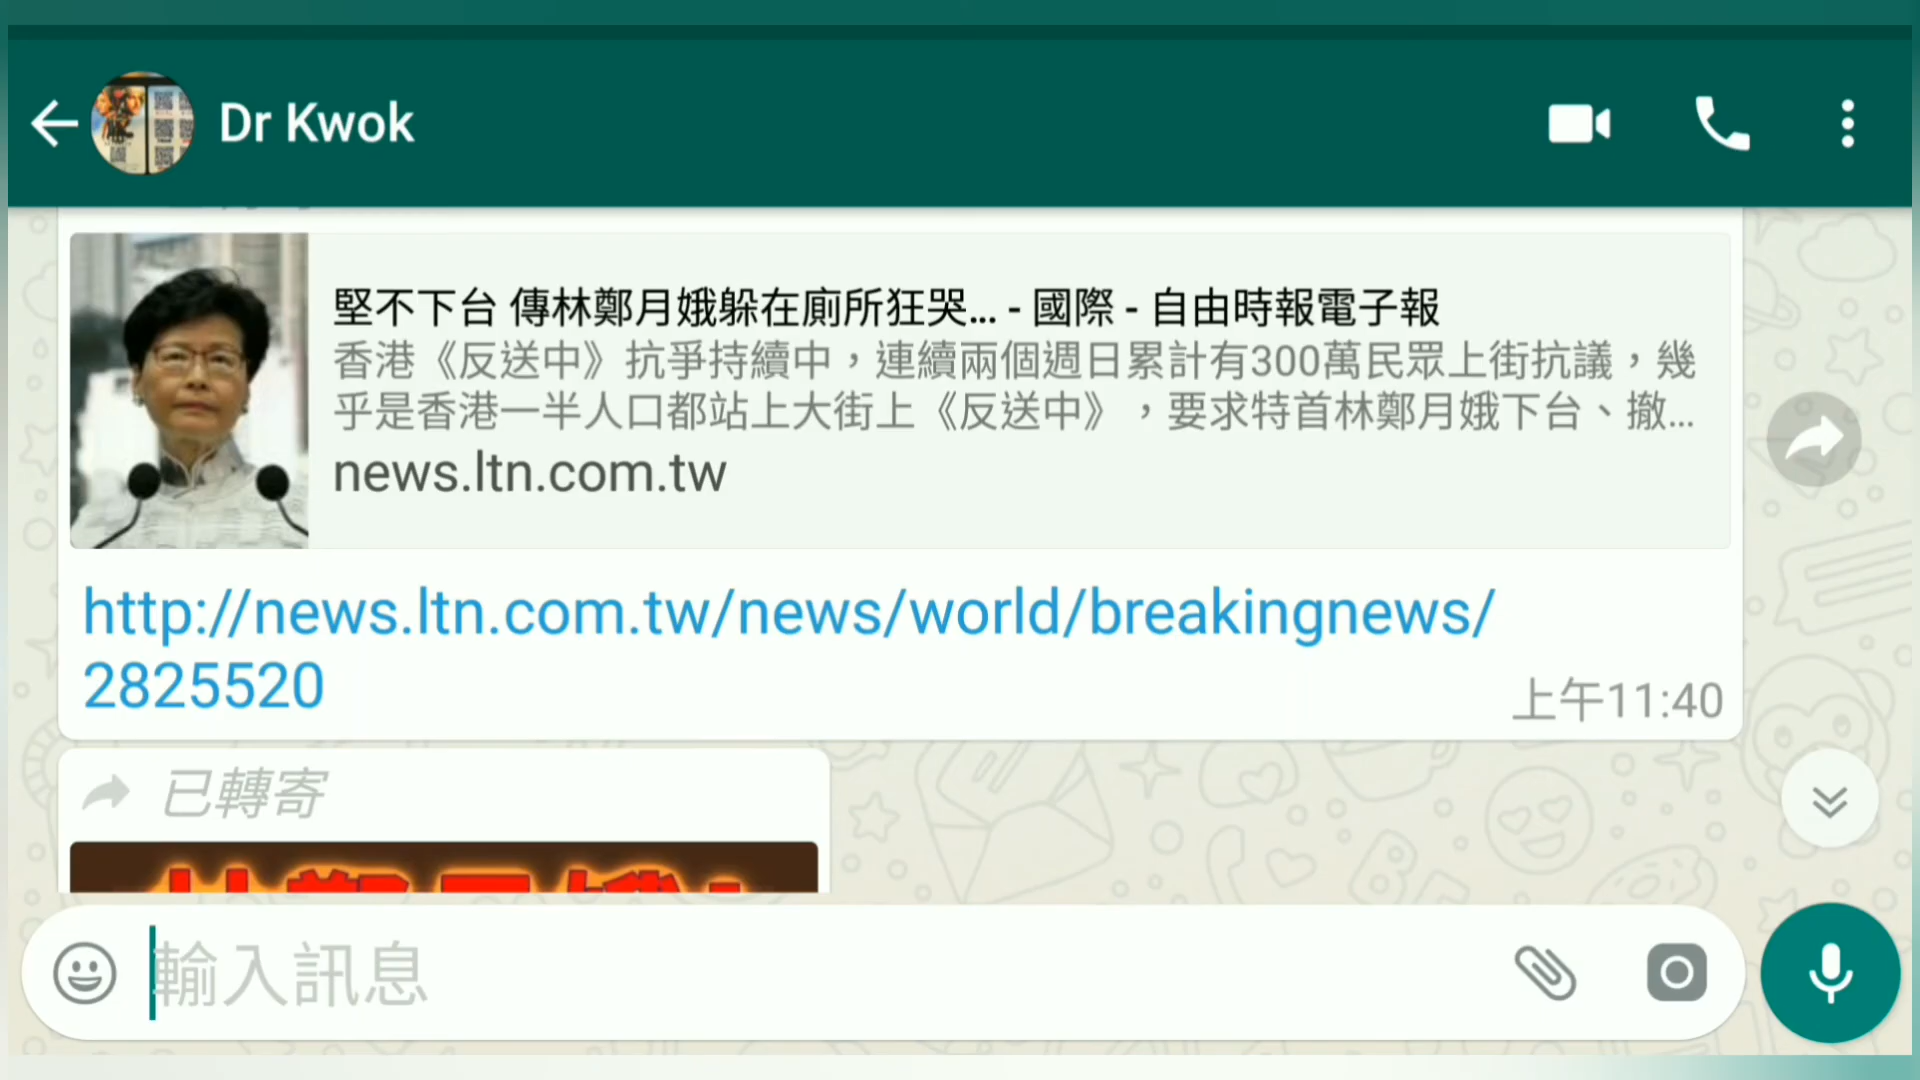 Dr Kwok
堅不下台 傳林鄭月娥躲在廁所狂哭... - 國際 - 自由時報電子報
香港《反送中》抗爭持續中，連續兩個週日累計有300萬民眾上街抗議，幾
乎是香港一半人口都站上大街上《反送中》，要求特首林鄭月娥下台、撤...
news.ltn.com.tw
http://news.ltn.com.tw/news/world/breakingnews/
2825520
上午11:40
已轉寄
輸入訊息